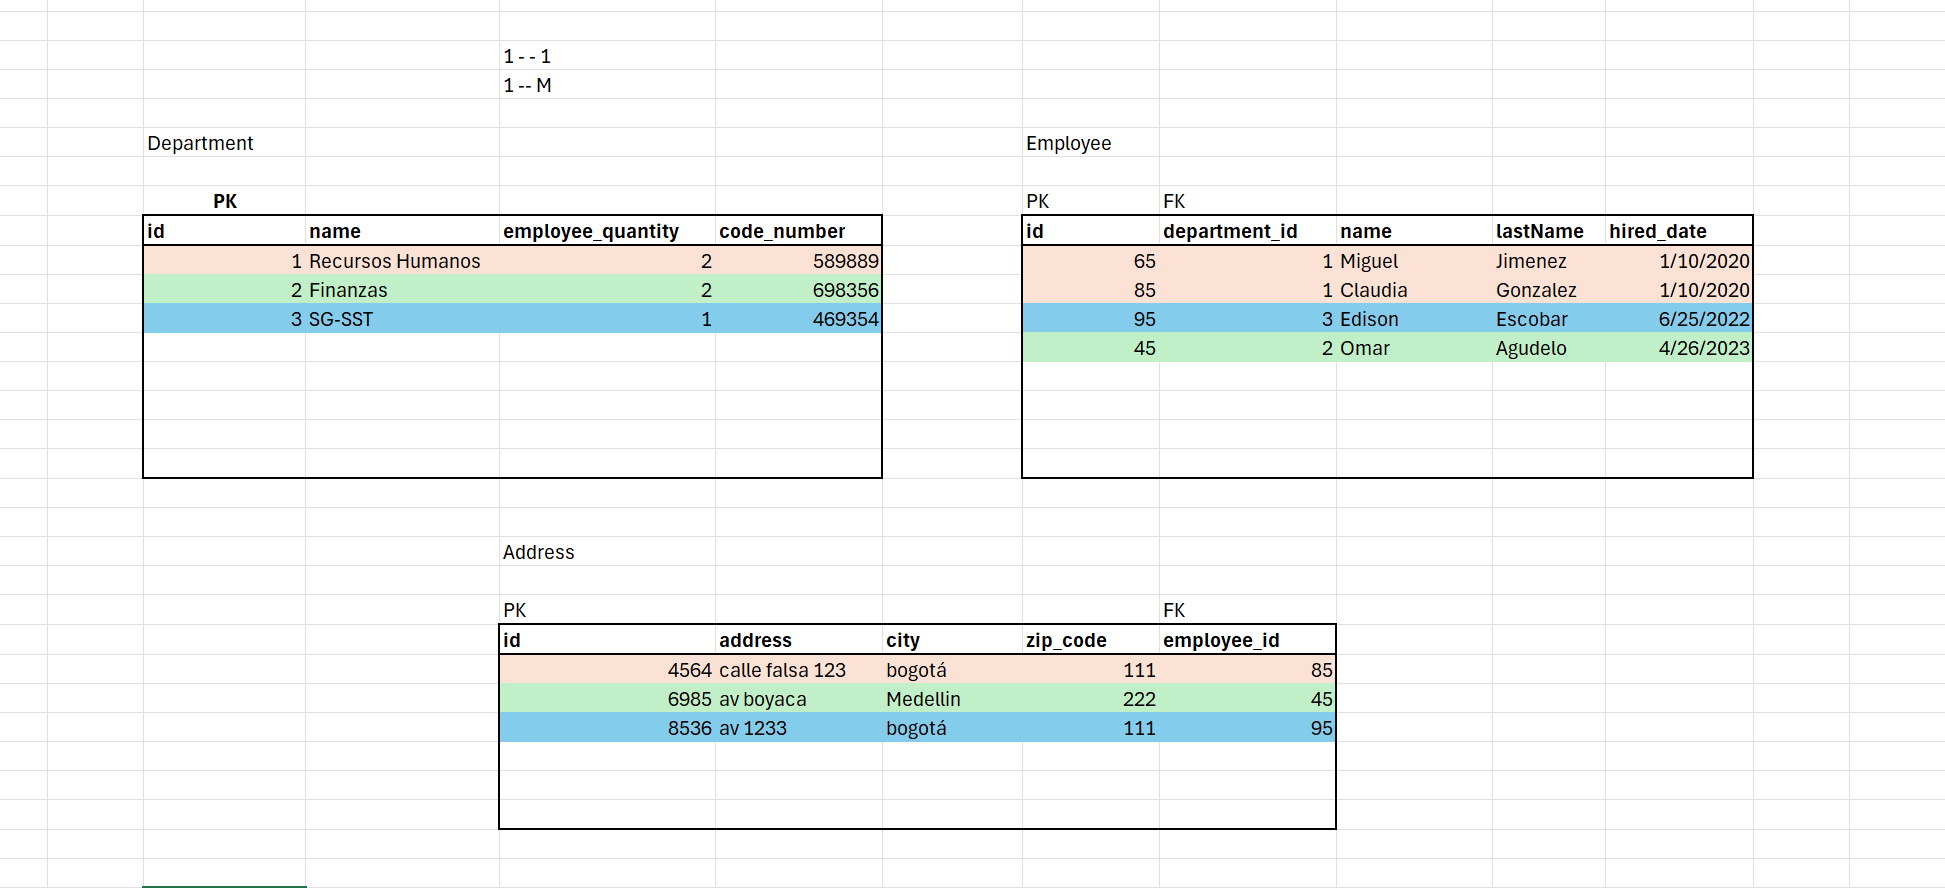 1 - - 1
1 -- M
Department Employee
PK PK FK
id name employee_quantity code_number id department_id name lastName hired_date
1 Recursos Humanos 2 589889 65 1 Miguel Jimenez 1/10/2020
2 Finanzas 2 698356 85 1 Claudia Gonzalez 1/10/2020
3 SG-SST 1 469354 95 3 Edison Escobar 6/25/2022
45 2 Omar Agudelo 4/26/2023
Address
PK FK
id address city zip_code employee_id
4564 calle falsa 123 bogotá 111 85
6985 av boyaca Medellin 222 45
8536 av 1233 bogotá 111 95